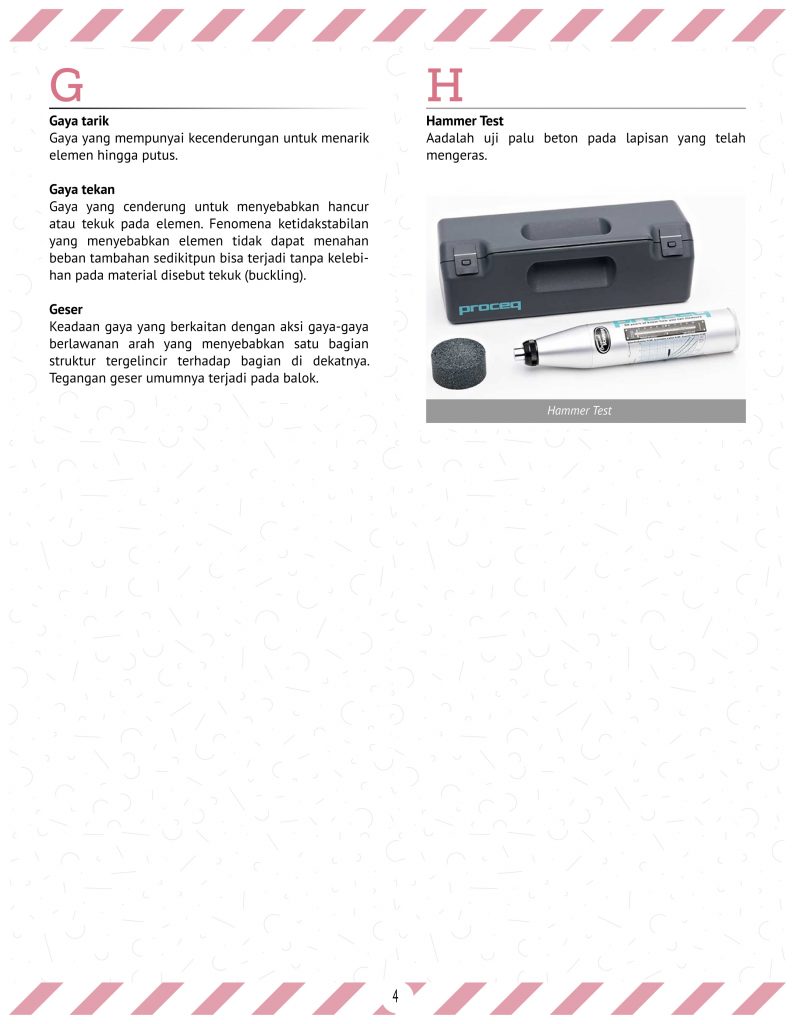 G
Gaya tarik
Gaya yang mempunyai kecenderungan untuk menarik
elemen hingga putus.
Gaya tekan
Gaya yang cenderung untuk menyebabkan hancur
atau tekuk pada elemen. Fenomena ketidakstabilan
yang menyebabkan elemen tidak dapat menahan
beban tambahan sedikitpun bisa terjadi tanpa kelebi-
han pada material disebut tekuk (buckling).
Geser
Keadaan gaya yang berkaitan dengan aksi gaya-gaya
berlawanan arah yang menyebabkan satu bagian
struktur tergelincir terhadap bagian di dekatnya.
Tegangan geser umumnya terjadi pada balok.
H
Hammer Test
Aadalah uji palu beton pada lapisan yang telah
mengeras.
proceq
proceq
Hammer Test
4